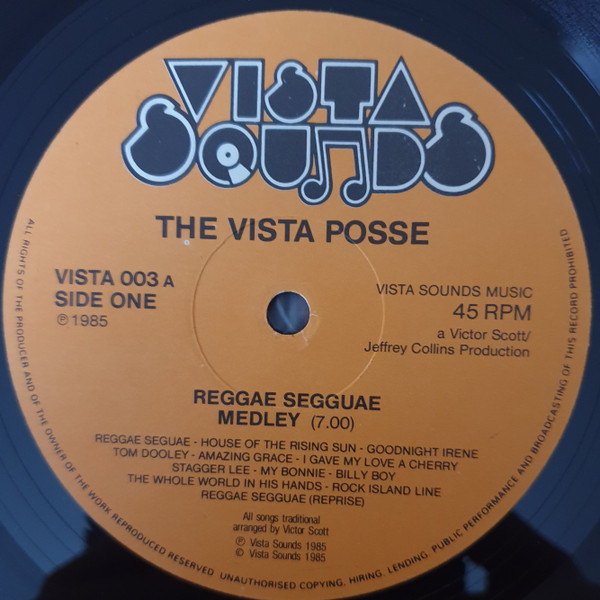 VISTA
SOUNDS
THE VISTA POSSE
VISTA 003 A
SIDE ONE
℗ 1985
VISTA SOUNDS MUSIC
45 RPM
a Victor Scott/
Jeffrey Collins Production
REGGAE SEGGUAE
MEDLEY (7.00)
REGGAE SEGUAE - HOUSE OF THE RISING SUN - GOODNIGHT IRENE
TOM DOOLEY - AMAZING GRACE - I GAVE MY LOVE A CHERRY
STAGGER LEE - MY BONNIE - BILLY BOY
THE WHOLE WORLD IN HIS HANDS - ROCK ISLAND LINE
REGGAE SEGGUAE (REPRISE)
All songs traditional
arranged by Victor Scott
℗ Vista Sounds 1985
© Vista Sounds 1985
ALL RIGHTS OF THE PRODUCER AND OF THE OWNER OF THE WORK REPRODUCED RESERVED. UNAUTHORISED COPYING, HIRING, LENDING, PUBLIC PERFORMANCE AND BROADCASTING OF THIS RECORD PROHIBITED